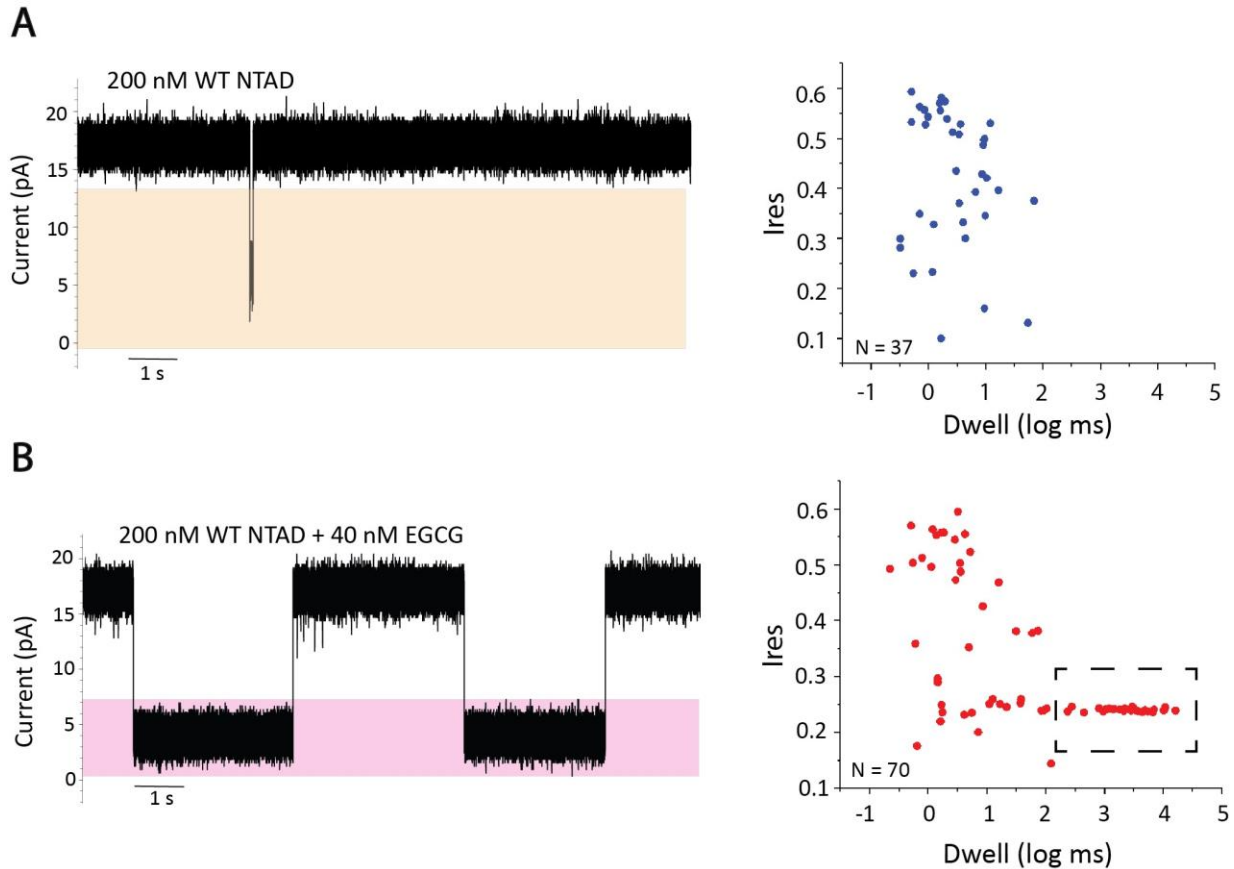 A
200 nM WT NTAD
Current (pA)
20
15
10
5
0
1 s
Ires
0.6
0.5
0.4
0.3
0.2
0.1
N = 37
-1 0 1 2 3 4 5
Dwell (log ms)
B
200 nM WT NTAD + 40 nM EGCG
Current (pA)
20
15
10
5
0
1 s
Ires
0.6
0.5
0.4
0.3
0.2
0.1
N = 70
-1 0 1 2 3 4 5
Dwell (log ms)